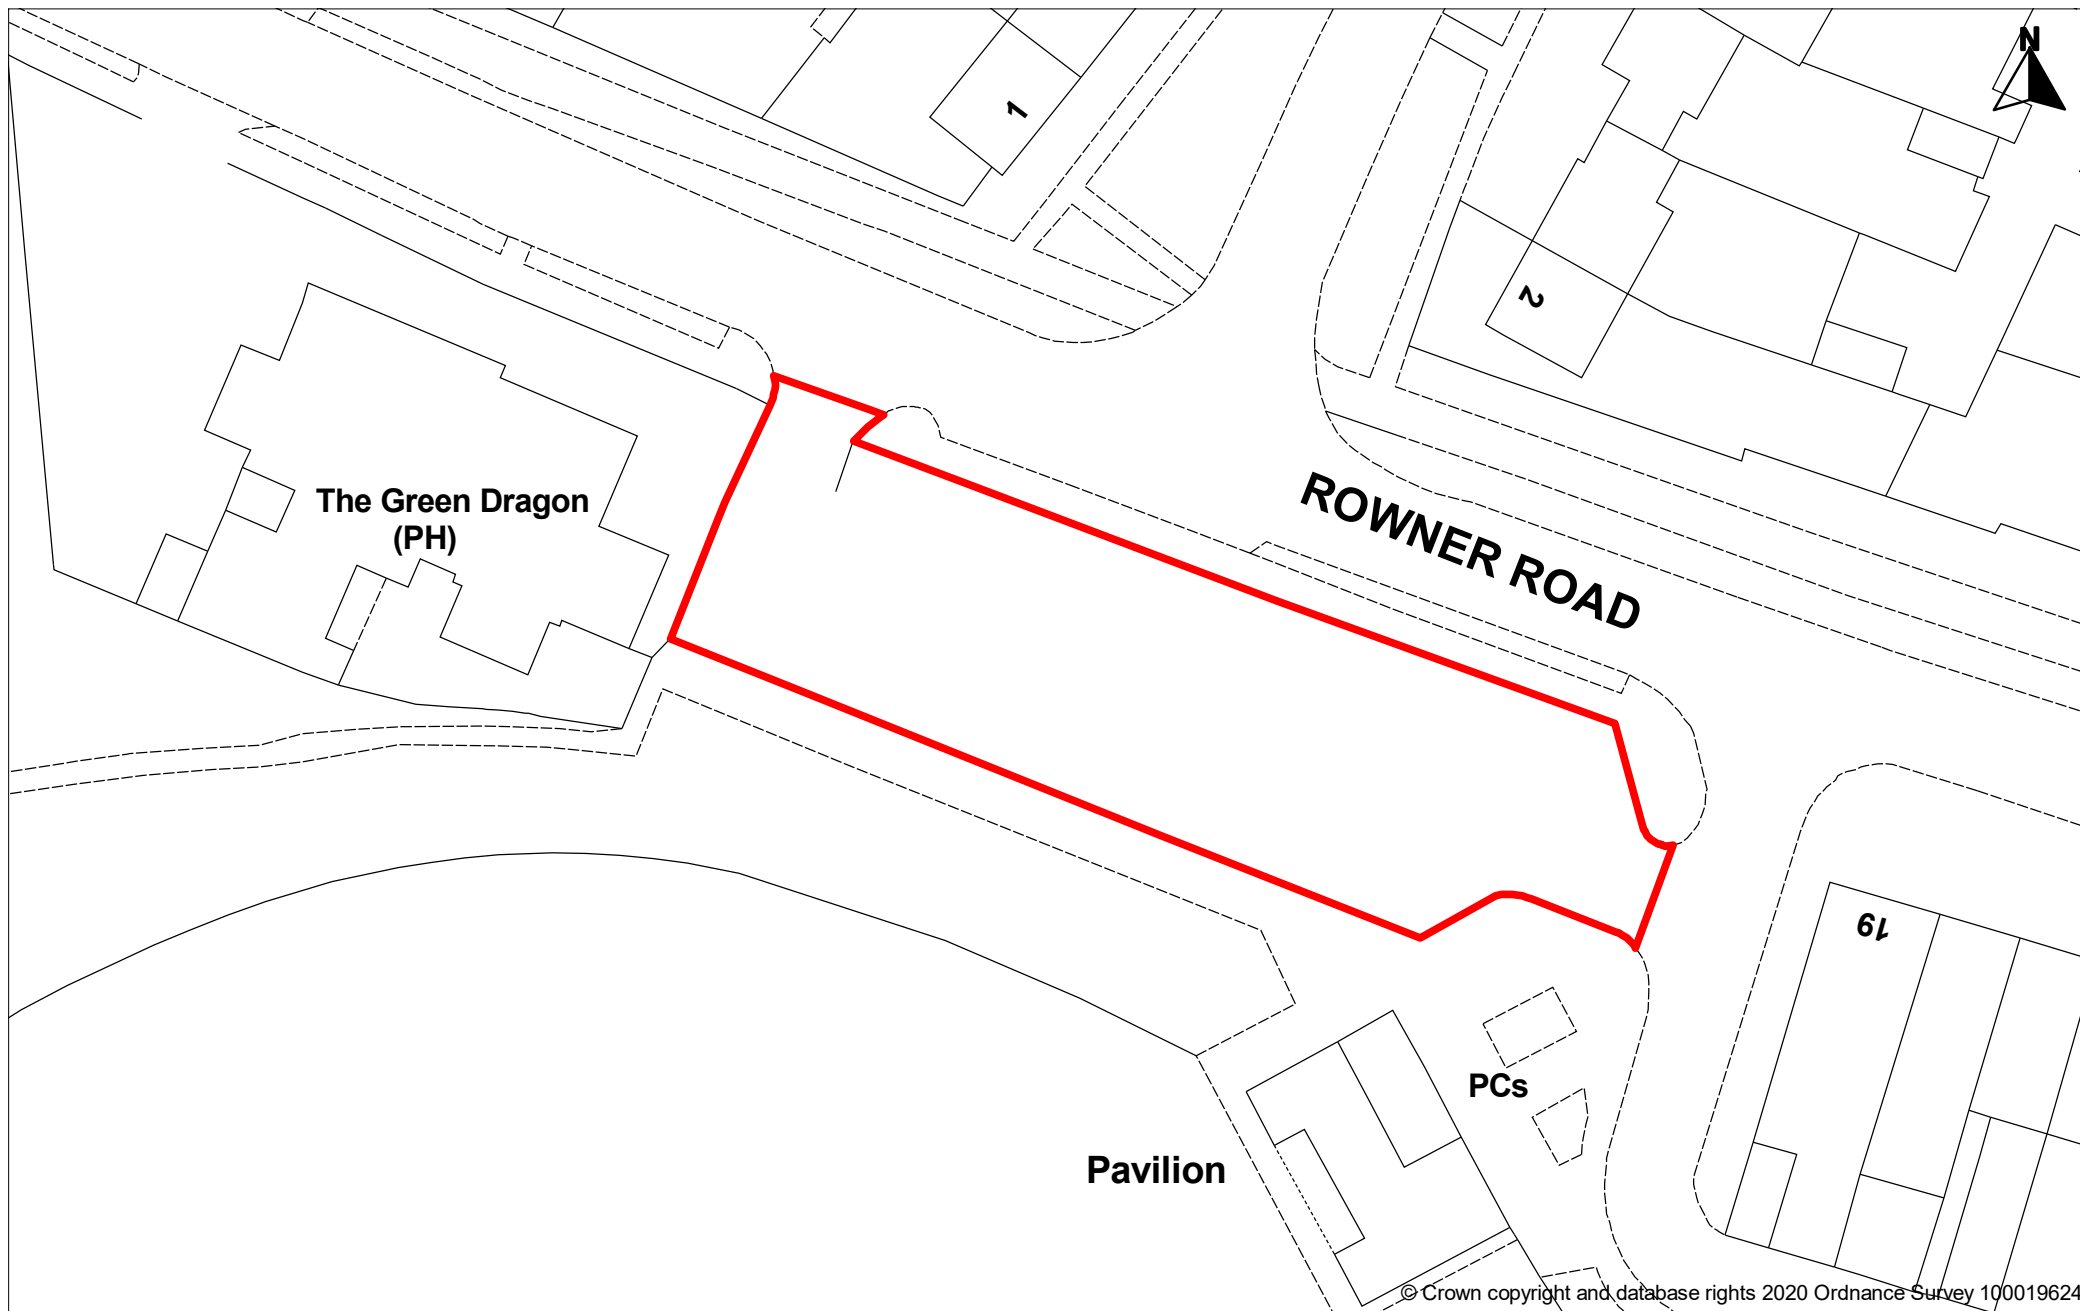 N
1
2
The Green Dragon
(PH)
ROWNER ROAD
19
PCs
Pavilion
© Crown copyright and database rights 2020 Ordnance Survey 100019624